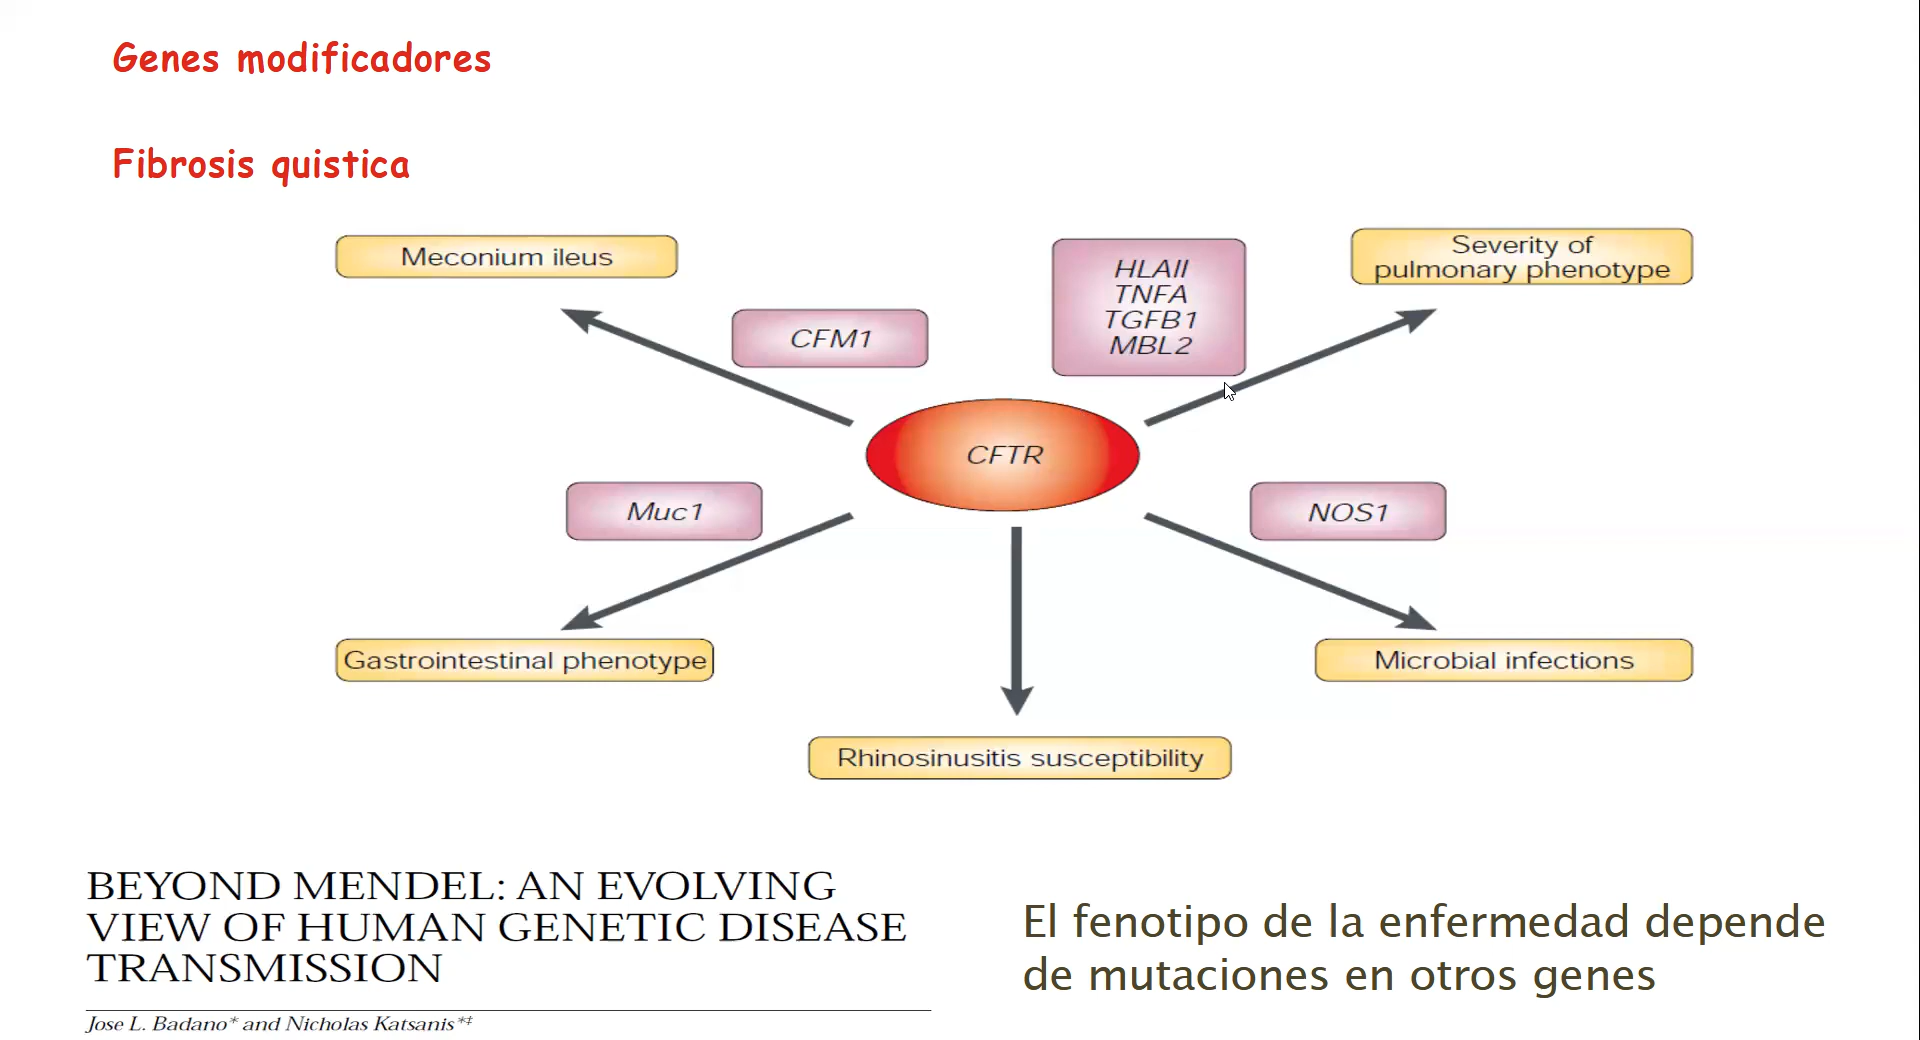 Genes modificadores
Fibrosis quistica
Meconium ileus
CFM1
HLAII
TNFA
TGFB1
MBL2
Severity of
pulmonary phenotype
CFTR
Muc1
NOS1
Gastrointestinal phenotype
Microbial infections
Rhinosinusitis susceptibility
BEYOND MENDEL: AN EVOLVING
VIEW OF HUMAN GENETIC DISEASE
TRANSMISSION
Jose L. Badano* and Nicholas Katsanis*‡
El fenotipo de la enfermedad depende
de mutaciones en otros genes